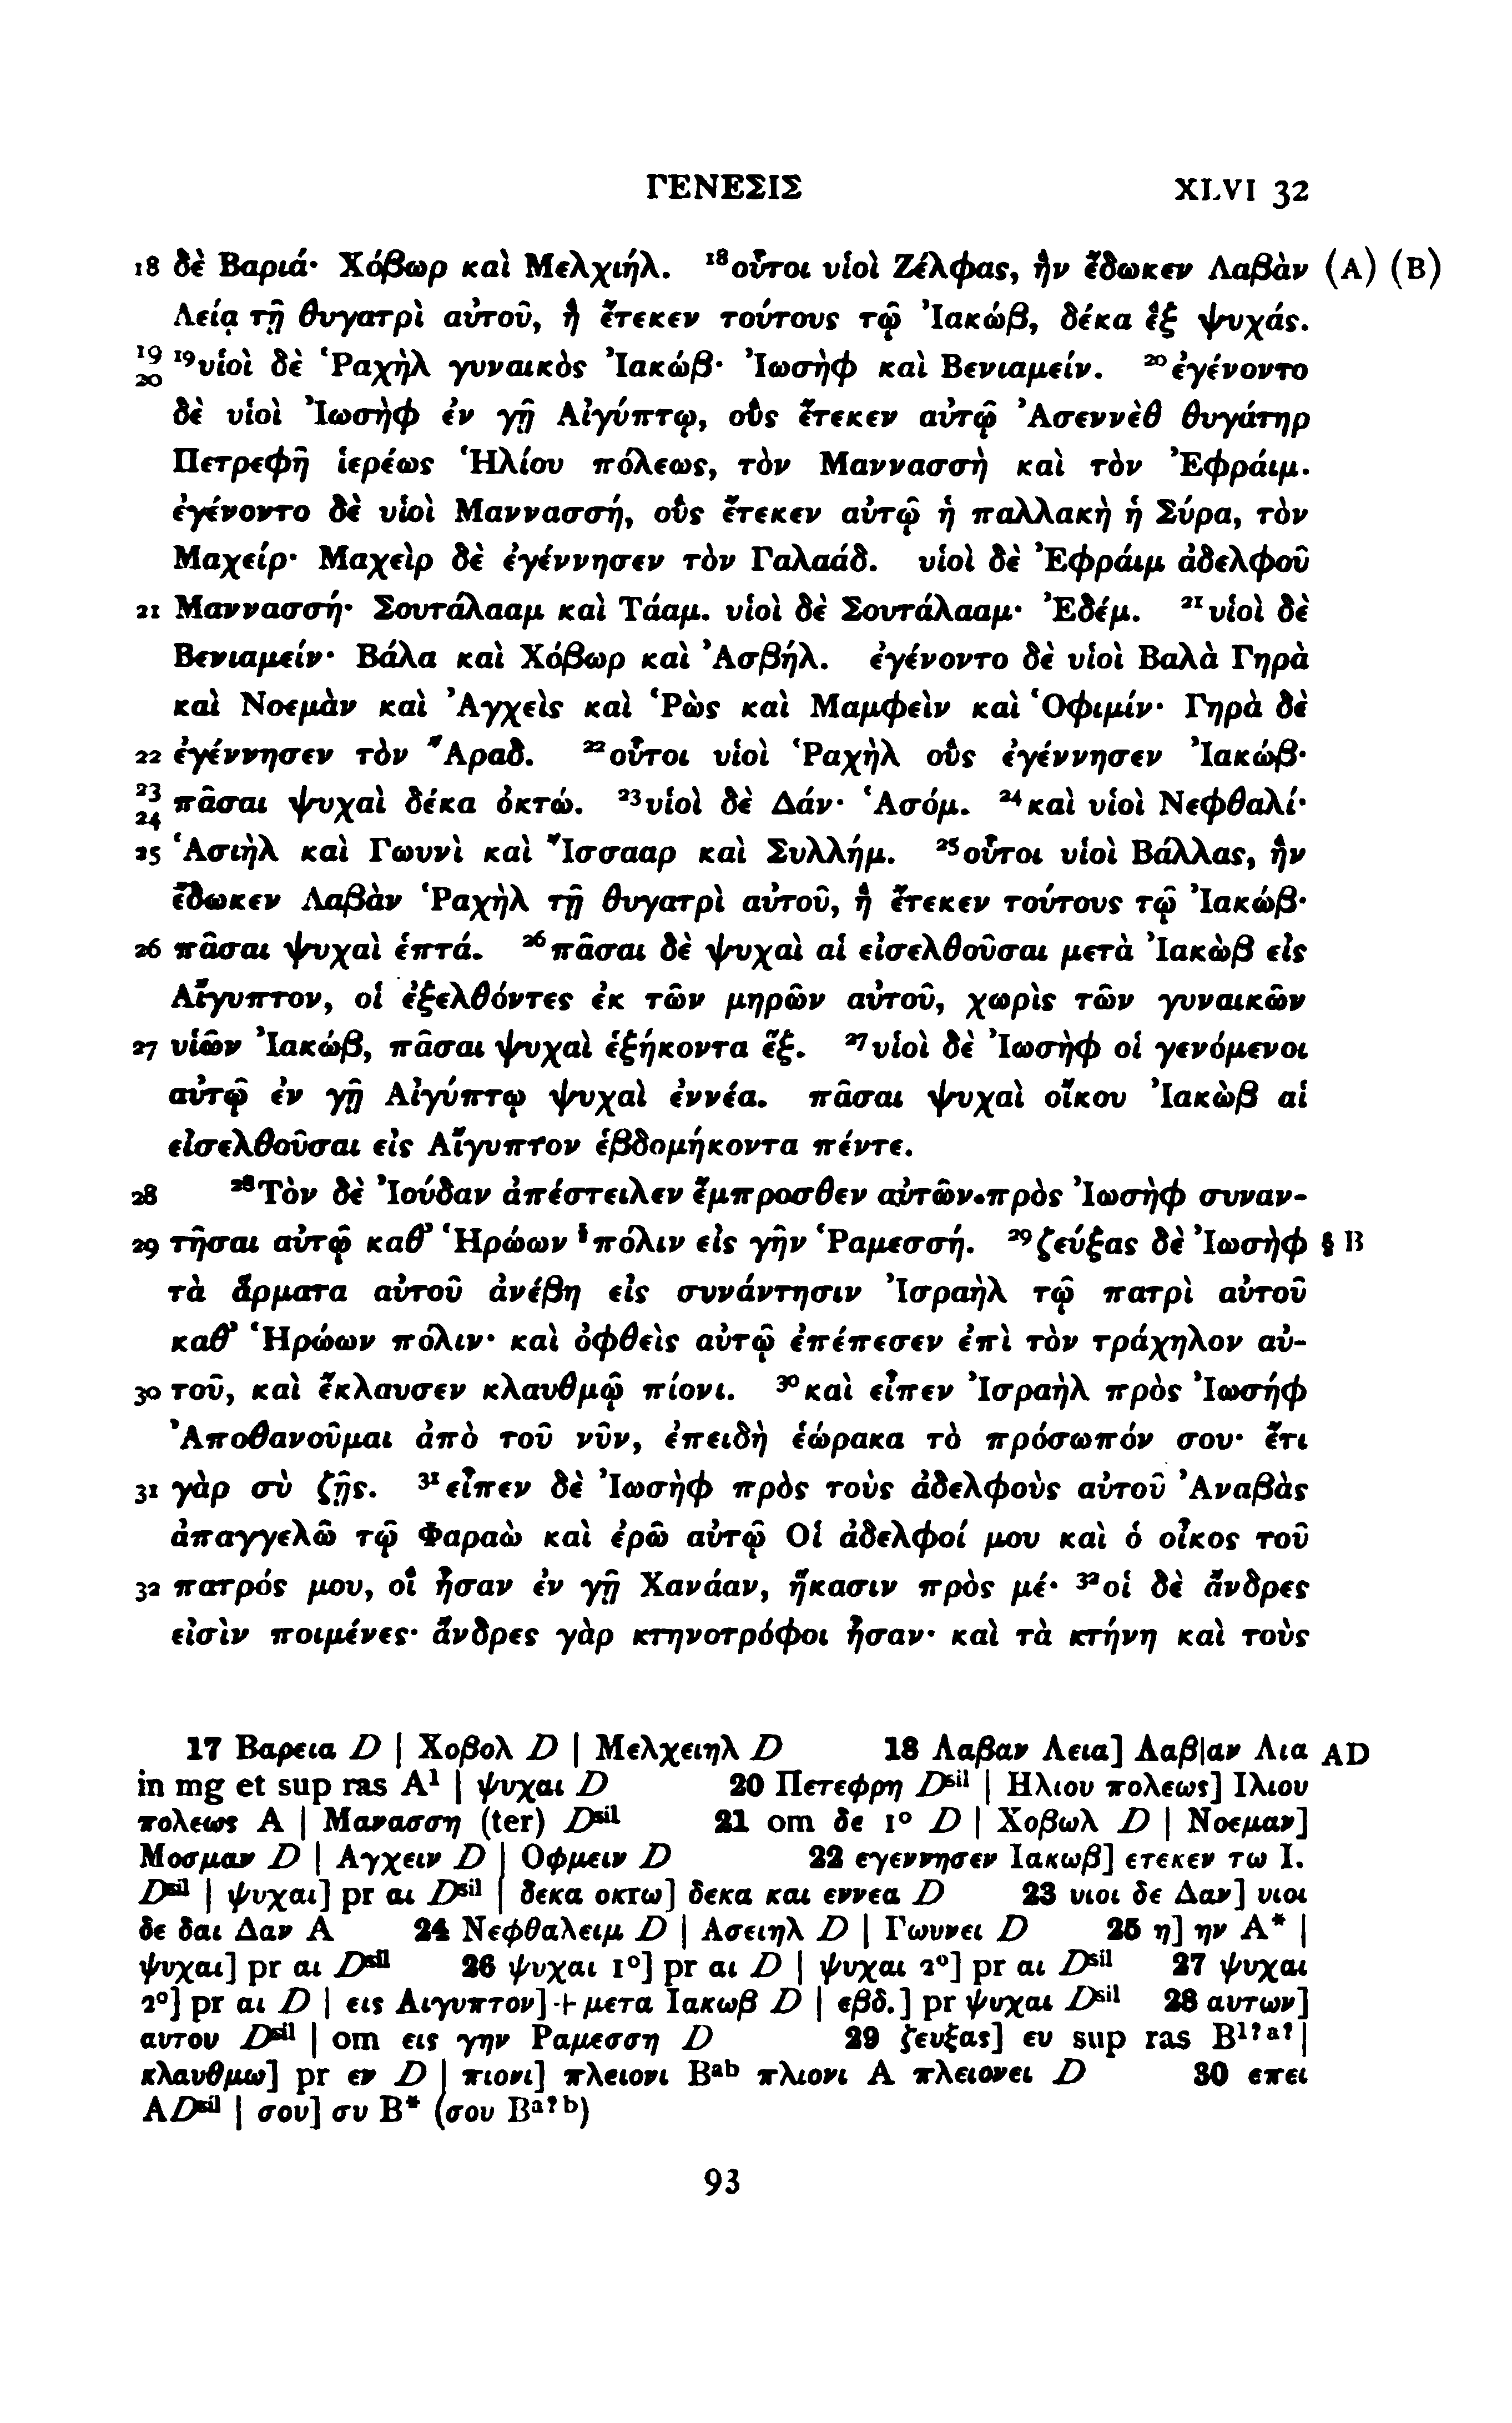 ΓΕΝΕΣΙΣ XLVI 32
18 δὲ Βαριά· Χόβωρ καὶ Μελχιήλ. ¹⁸οὗτοι υἱοὶ Ζέλφας, ἣν ἔδωκεν Λαβὰν (A) (B)
Λείᾳ τῇ θυγατρὶ αὐτοῦ, ἣ ἔτεκεν τούτους τῷ Ἰακώβ, δέκα ἓξ ψυχάς.
19 20 ¹⁹υἱοὶ δὲ Ῥαχὴλ γυναικὸς Ἰακώβ· Ἰωσὴφ καὶ Βενιαμείν. ²⁰ἐγένοντο
δὲ υἱοὶ Ἰωσὴφ ἐν γῇ Αἰγύπτῳ, οὓς ἔτεκεν αὐτῷ Ἀσεννὲθ θυγάτηρ
Πετρεφῆ ἱερέως Ἡλίου πόλεως, τὸν Μαννασσὴ καὶ τὸν Ἐφράιμ.
ἐγένοντο δὲ υἱοὶ Μαννασσή, οὓς ἔτεκεν αὐτῷ ἡ παλλακὴ ἡ Σύρα, τὸν
Μαχείρ· Μαχεὶρ δὲ ἐγέννησεν τὸν Γαλαάδ. υἱοὶ δὲ Ἐφράιμ ἀδελφοῦ
21 Μαννασσή· Σουτάλααμ καὶ Τάαμ. υἱοὶ δὲ Σουτάλααμ· Ἐδέμ. ²¹υἱοὶ δὲ
Βενιαμείν· Βάλα καὶ Χόβωρ καὶ Ἀσβήλ. ἐγένοντο δὲ υἱοὶ Βαλὰ Γηρὰ
καὶ Νοεμὰν καὶ Ἀγχεὶς καὶ Ῥὼς καὶ Μαμφεὶν καὶ Ὁφιμίν· Γηρὰ δὲ
22 ἐγέννησεν τὸν Ἄραδ. ²²οὗτοι υἱοὶ Ῥαχὴλ οὓς ἐγέννησεν Ἰακώβ·
23 24 πᾶσαι ψυχαὶ δέκα ὀκτώ. ²³υἱοὶ δὲ Δάν· Ἁσόμ. ²⁴καὶ υἱοὶ Νεφθαλί·
25 Ἁσιὴλ καὶ Γωυνὶ καὶ Ἴσσααρ καὶ Συλλήμ. ²⁵οὗτοι υἱοὶ Βάλλας, ἣν
ἔδωκεν Λαβὰν Ῥαχὴλ τῇ θυγατρὶ αὐτοῦ, ἣ ἔτεκεν τούτους τῷ Ἰακώβ·
26 πᾶσαι ψυχαὶ ἑπτά. ²⁶πᾶσαι δὲ ψυχαὶ αἱ εἰσελθοῦσαι μετὰ Ἰακὼβ εἰς
Αἴγυπτον, οἱ ἐξελθόντες ἐκ τῶν μηρῶν αὐτοῦ, χωρὶς τῶν γυναικῶν
27 υἱῶν Ἰακώβ, πᾶσαι ψυχαὶ ἑξήκοντα ἕξ. ²⁷υἱοὶ δὲ Ἰωσὴφ οἱ γενόμενοι
αὐτῷ ἐν γῇ Αἰγύπτῳ ψυχαὶ ἐννέα. πᾶσαι ψυχαὶ οἴκου Ἰακὼβ αἱ
εἰσελθοῦσαι εἰς Αἴγυπτον ἑβδομήκοντα πέντε.
28 ²⁸Τὸν δὲ Ἰούδαν ἀπέστειλεν ἔμπροσθεν αὐτῶν πρὸς Ἰωσὴφ συναν-
29 τῆσαι αὐτῷ καθ’ Ἡρώων §πόλιν εἰς γῆν Ῥαμεσσή. ²⁹ζεύξας δὲ Ἰωσὴφ § B
τὰ ἅρματα αὐτοῦ ἀνέβη εἰς συνάντησιν Ἰσραὴλ τῷ πατρὶ αὐτοῦ
καθ’ Ἡρώων πόλιν· καὶ ὀφθεὶς αὐτῷ ἐπέπεσεν ἐπὶ τὸν τράχηλον αὐ-
30 τοῦ, καὶ ἔκλαυσεν κλαυθμῷ πίονι. ³⁰καὶ εἶπεν Ἰσραὴλ πρὸς Ἰωσήφ
Ἀποθανοῦμαι ἀπὸ τοῦ νῦν, ἐπειδὴ ἑώρακα τὸ πρόσωπόν σου· ἔτι
31 γὰρ σὺ ζῇς. ³¹εἶπεν δὲ Ἰωσὴφ πρὸς τοὺς ἀδελφοὺς αὐτοῦ Ἀναβὰς
ἀπαγγελῶ τῷ Φαραὼ καὶ ἐρῶ αὐτῷ Οἱ ἀδελφοί μου καὶ ὁ οἶκος τοῦ
32 πατρός μου, οἳ ἦσαν ἐν γῇ Χανάαν, ἥκασιν πρὸς μέ· ³²οἱ δὲ ἄνδρες
εἰσὶν ποιμένες· ἄνδρες γὰρ κτηνοτρόφοι ἦσαν· καὶ τὰ κτήνη καὶ τοὺς
17 Βαρεια D | Χοβολ D | Μελχειηλ D 18 Λαβαν Λεια] Λαβ|αν Λια AD
in mg et sup ras A¹ | ψυχαι D 20 Πετεφρη Dˢⁱˡ | Ηλιου πολεως] Ιλιου
πολεως A | Μανασση (ter) Dˢⁱˡ 21 om δε 1° D | Χοβωλ D | Νοεμαν]
Μοσμαν D | Αγχειν D | Οφμειν D 22 εγεννησεν Ιακωβ] ετεκεν τω Ι.
Dˢⁱˡ | ψυχαι] pr αι Dˢⁱˡ | δεκα οκτω] δεκα και εννεα D 23 υιοι δε Δαν] υιοι
δε δαι Δαν A 24 Νεφθαλειμ D | Ασειηλ D | Γωυνει D 25 η] ην A* |
ψυχαι] pr αι Dˢⁱˡ 26 ψυχαι 1°] pr αι D | ψυχαι 2°] pr αι Dˢⁱˡ 27 ψυχαι
2°] pr αι D | εις Αιγυπτον] + μετα Ιακωβ D | εβδ.] pr ψυχαι Dˢⁱˡ 28 αυτων]
αυτου Dˢⁱˡ | om εις γην Ραμεσση D 29 ζευξας] ευ sup ras B¹ˀᵃˀ |
κλαυθμω] pr εν D | πιονι] πλειονι Bᵃᵇ πλιονι A πλειονει D 30 επει
ADˢⁱˡ | σου] συ B* (σου Bᵃˀᵇ)
93